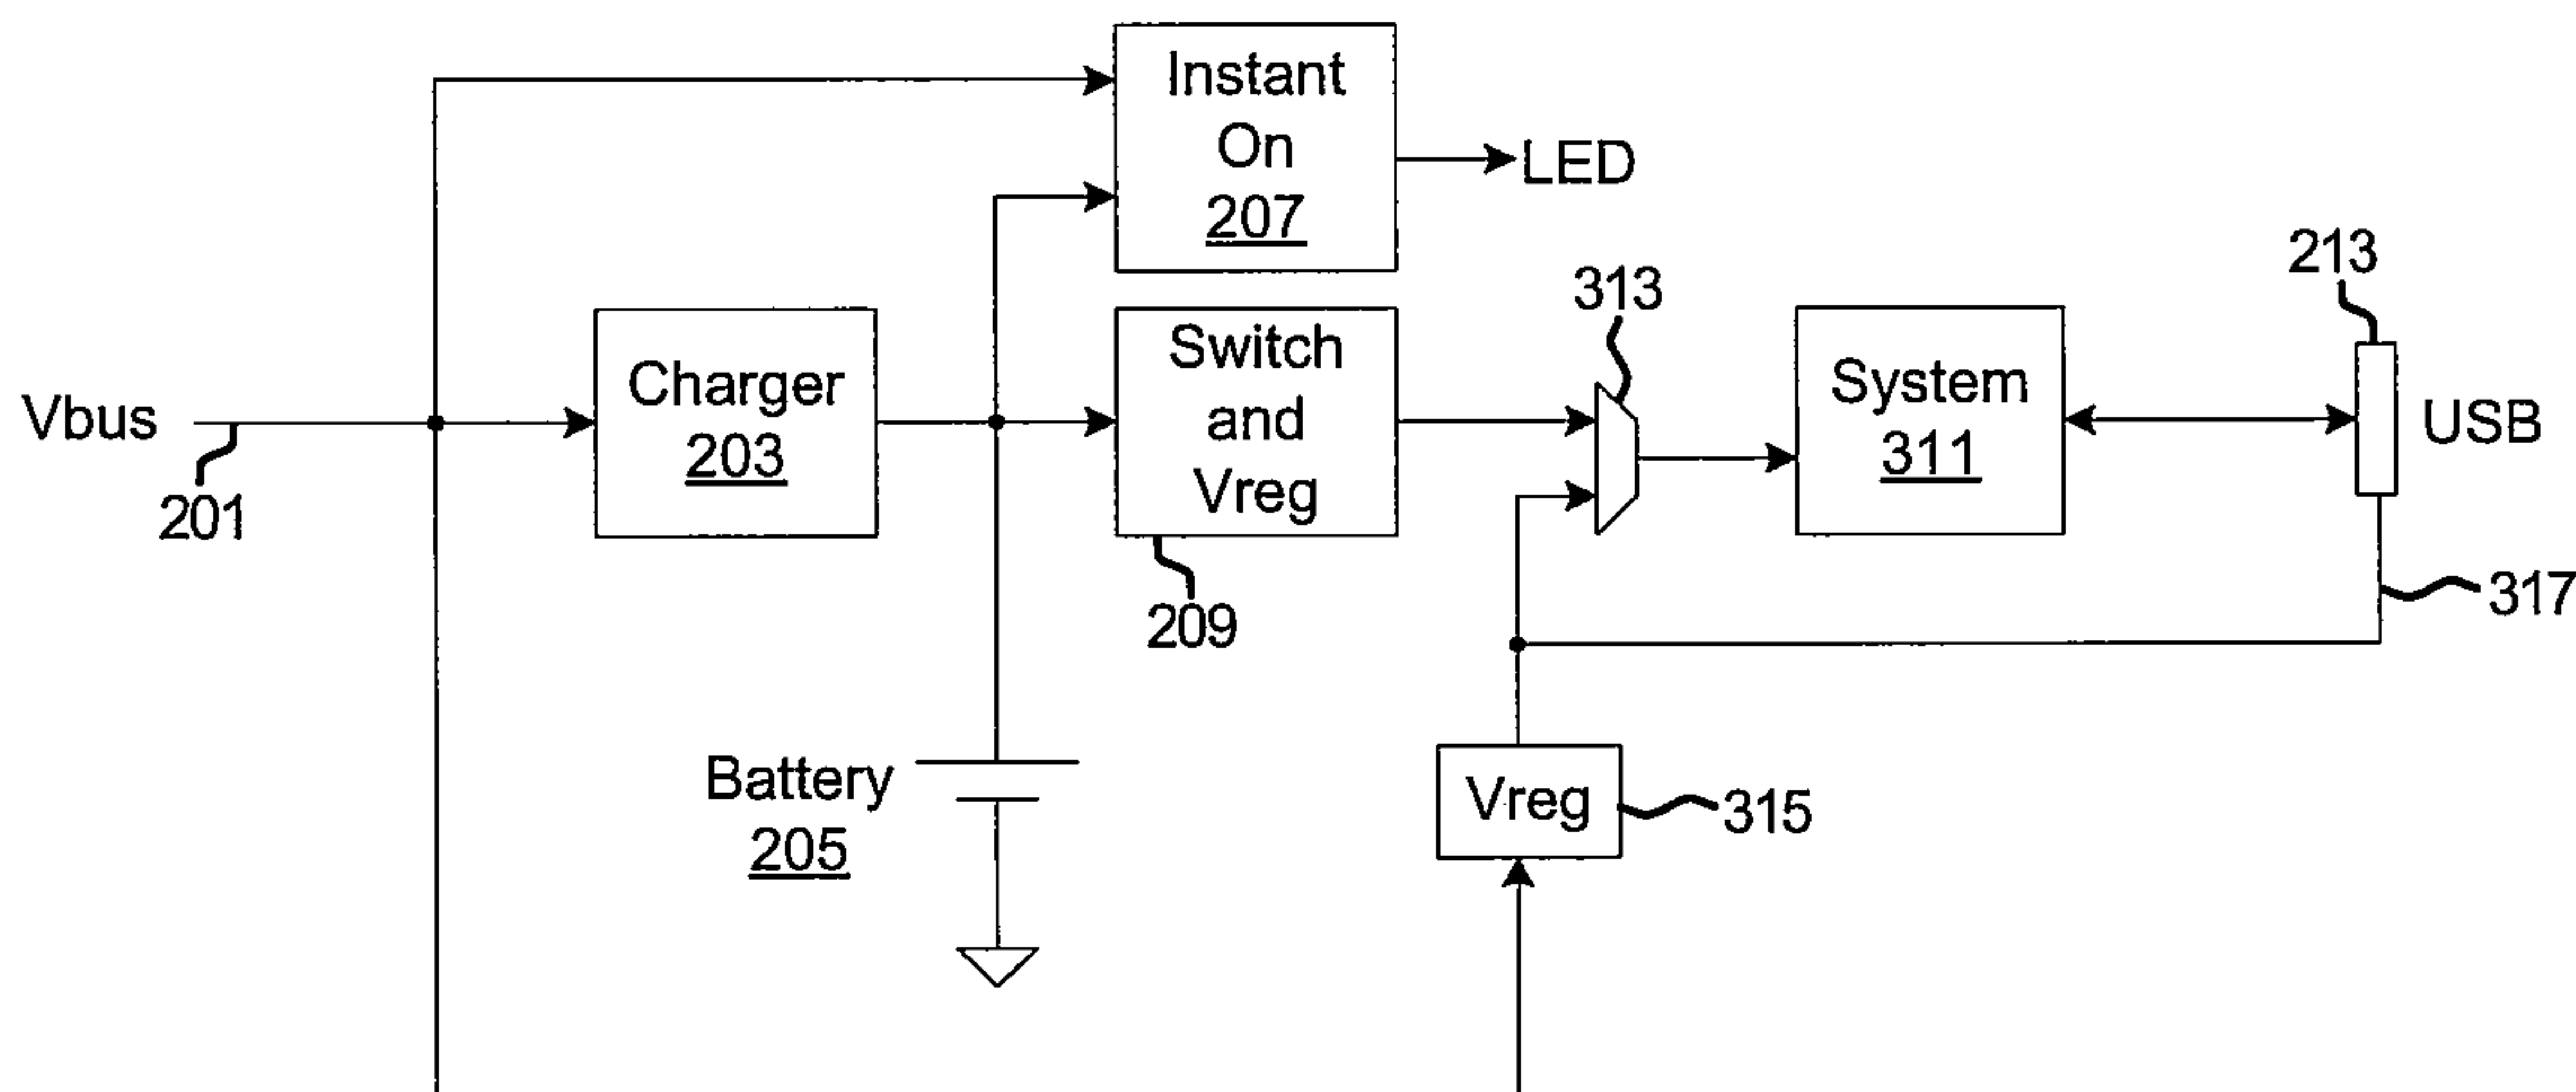 Instant
On
207
LED
213
313
Switch
and
Vreg
System
311
Charger
203
Vbus
USB
201
317
209
Battery
205
Vreg
315